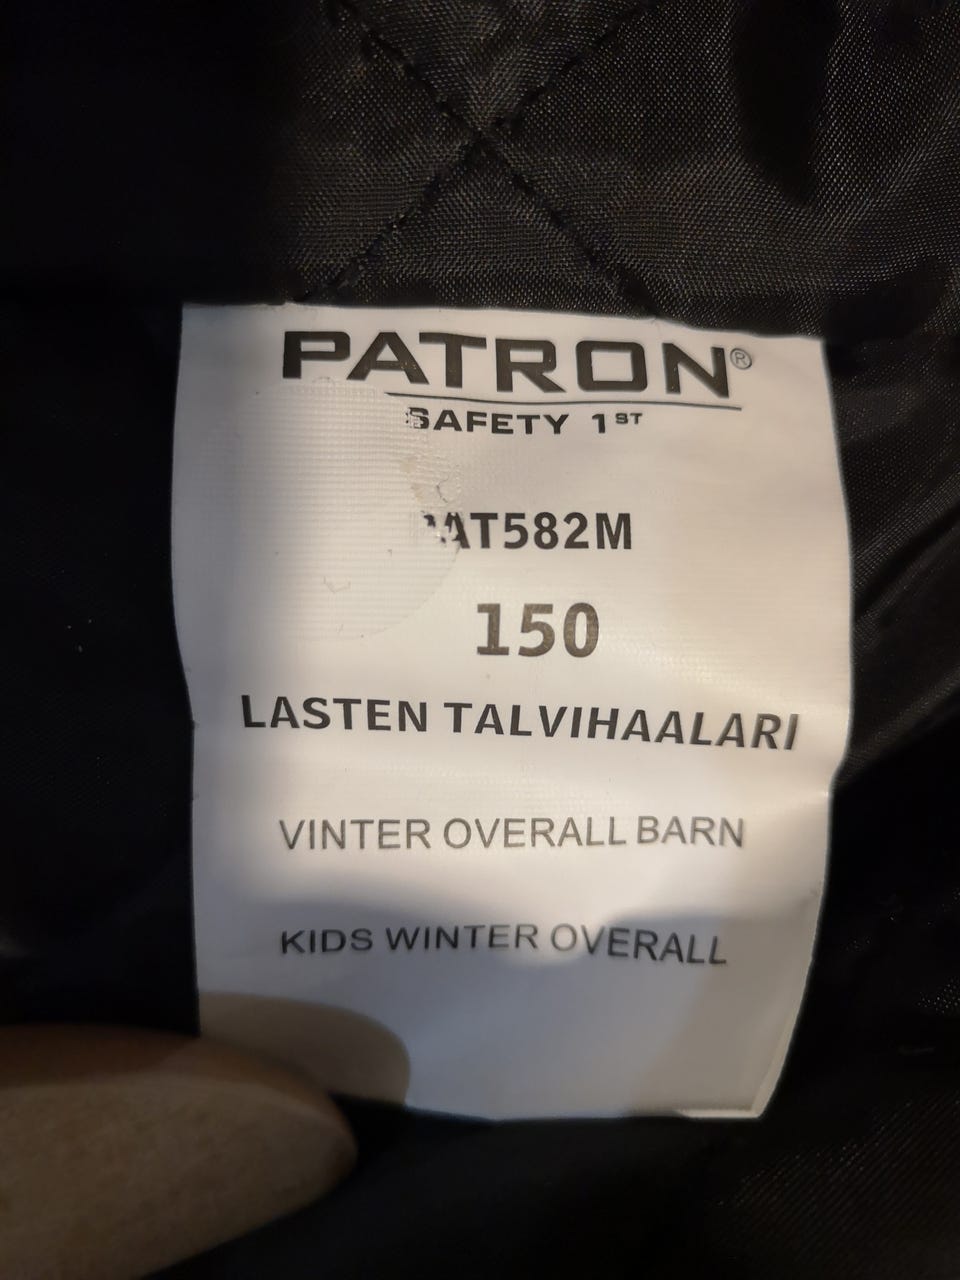 PATRON®
SAFETY 1ST
150
LASTEN TALVIHAALARI
VINTER OVERALL BARN
KIDS WINTER OVERALL